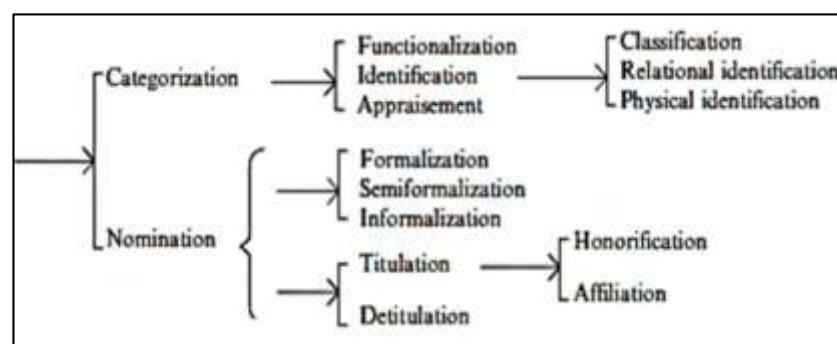 Functionalization
Classification
Categorization
Identification
Relational identification
Appraisement
Physical identification
Formalization
Semiformalization
Informalization
Nomination
Honorification
Titulation
Affiliation
Detitulation